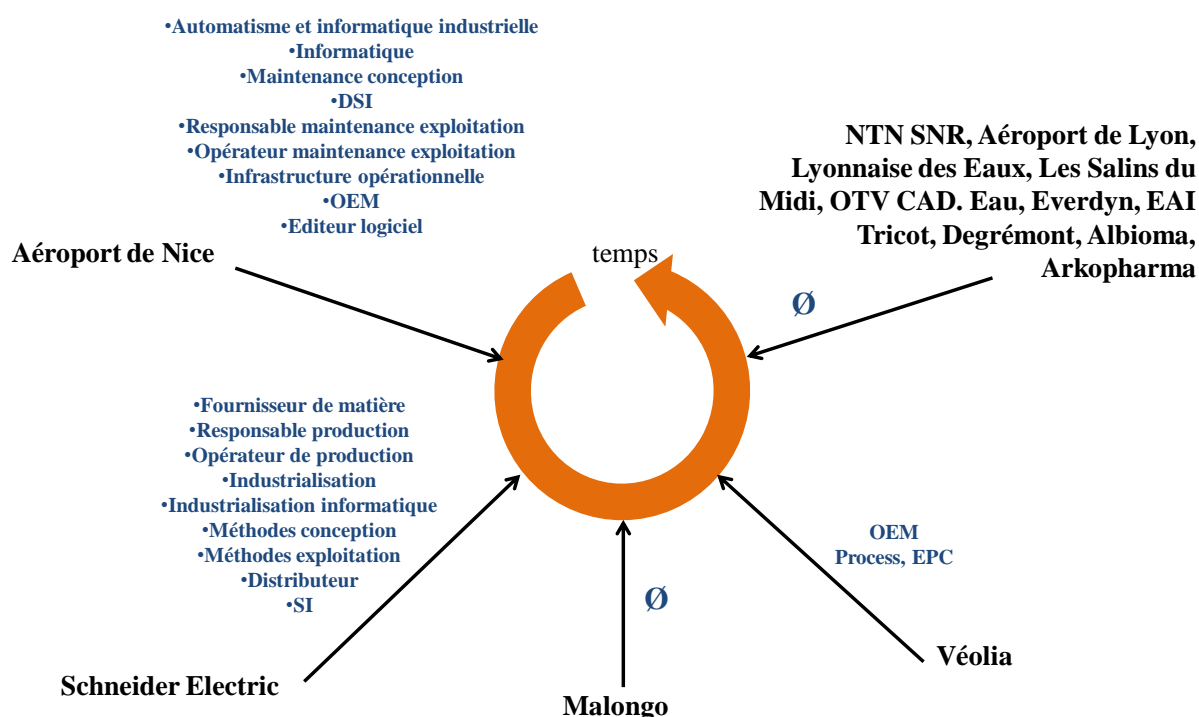 •Automatisme et informatique industrielle
•Informatique
•Maintenance conception
•DSI
•Responsable maintenance exploitation
•Opérateur maintenance exploitation
•Infrastructure opérationnelle
•OEM
•Editeur logiciel
Aéroport de Nice
temps
NTN SNR, Aéroport de Lyon,
Lyonnaise des Eaux, Les Salins du
Midi, OTV CAD. Eau, Everdyn, EAI
Tricot, Degrémont, Albioma,
Arkopharma
Ø
•Fournisseur de matière
•Responsable production
•Opérateur de production
•Industrialisation
•Industrialisation informatique
•Méthodes conception
•Méthodes exploitation
•Distributeur
•SI
Schneider Electric
Ø
Malongo
OEM
Process, EPC
Véolia